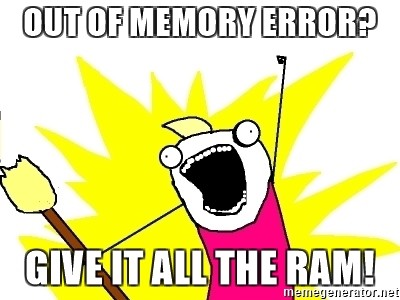 OUT OF MEMORY ERROR?
GIVE IT ALL THE RAM!
memegenerator.net